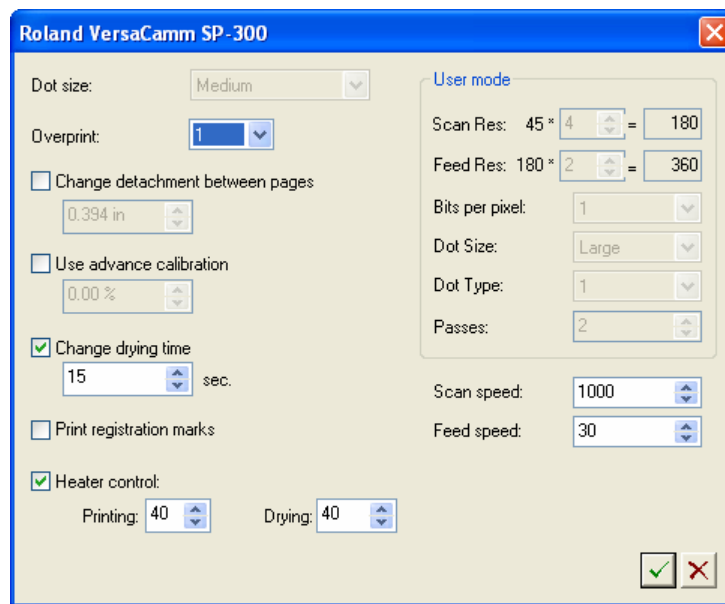 Roland VersaCamm SP-300
Dot size: Medium
Overprint: 1
Change detachment between pages
0.394 in
Use advance calibration
0.00 %
Change drying time
15 sec.
Print registration marks
Heater control:
Printing: 40 Drying: 40
User mode
Scan Res: 45 * 4 = 180
Feed Res: 180 * 2 = 360
Bits per pixel: 1
Dot Size: Large
Dot Type: 1
Passes: 2
Scan speed: 1000
Feed speed: 30